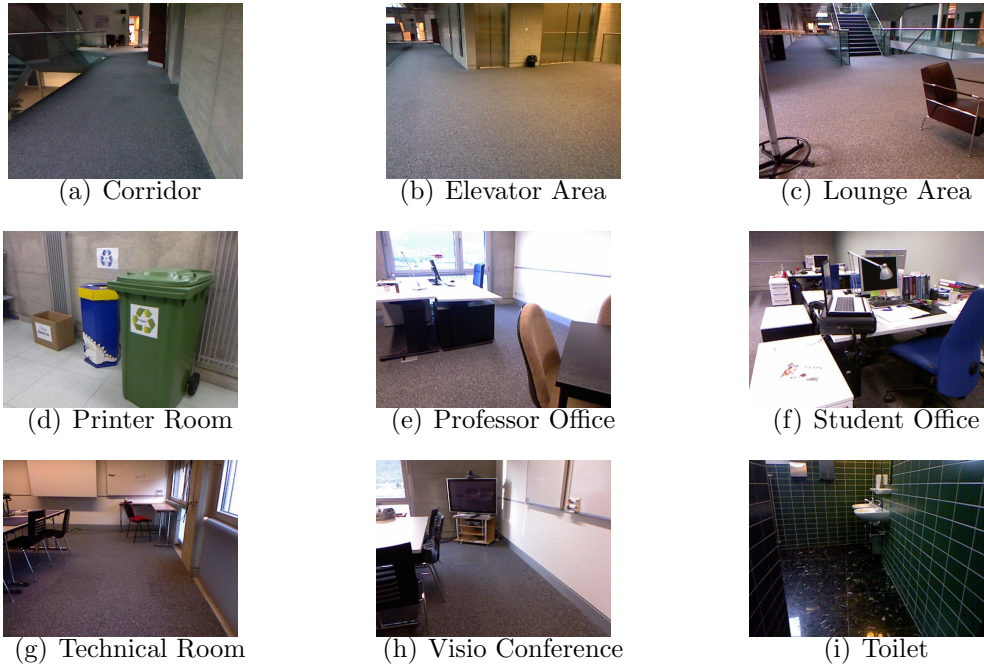 (a) Corridor
(b) Elevator Area
(c) Lounge Area
(d) Printer Room
(e) Professor Office
(f) Student Office
(g) Technical Room
(h) Visio Conference
(i) Toilet